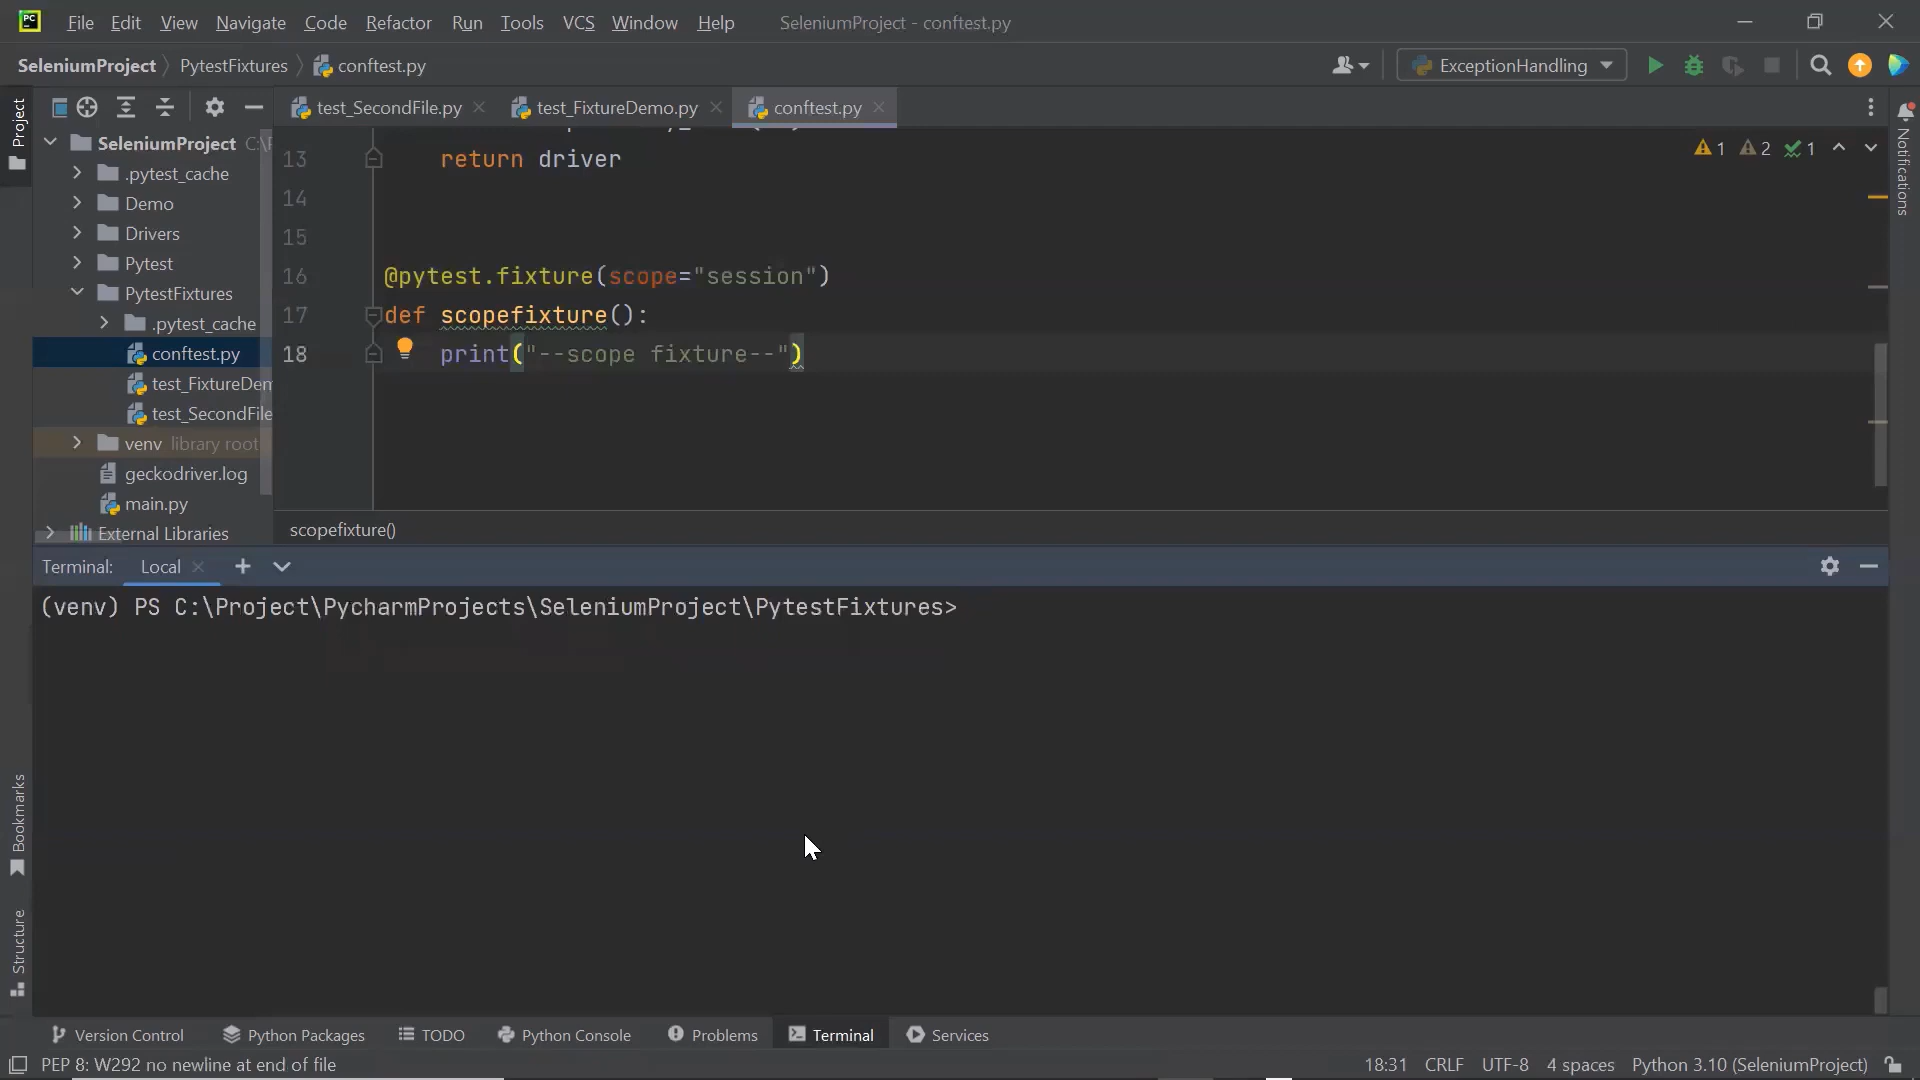 PC File Edit View Navigate Code Refactor Run Tools VCS Window Help SeleniumProject - conftest.py
SeleniumProject PytestFixtures conftest.py ExceptionHandling
Project
test_SecondFile.py test_FixtureDemo.py conftest.py
SeleniumProject
.pytest_cache
Demo
Drivers
Pytest
PytestFixtures
.pytest_cache
conftest.py
test_FixtureDem
test_SecondFile
venv library root
geckodriver.log
main.py
External Libraries
13 return driver
14
15
16 @pytest.fixture(scope="session")
17 def scopefixture():
18 print("--scope fixture--")
1 2 1
Notifications
scopefixture()
Terminal: Local
(venv) PS C:\Project\PycharmProjects\SeleniumProject\PytestFixtures>
Bookmarks
Structure
Version Control Python Packages TODO Python Console Problems Terminal Services
PEP 8: W292 no newline at end of file 18:31 CRLF UTF-8 4 spaces Python 3.10 (SeleniumProject)